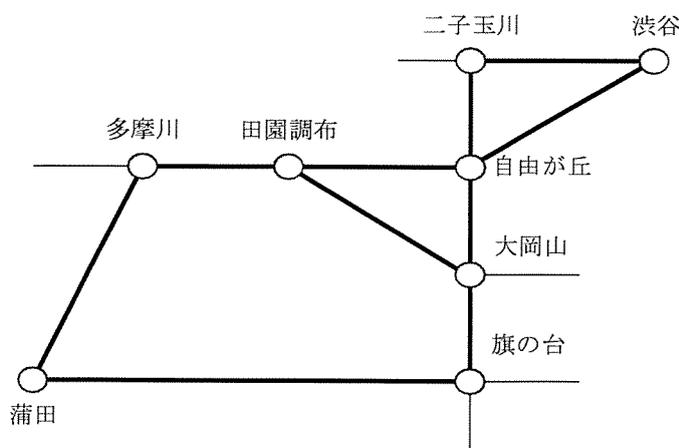 二子玉川
渋谷
多摩川
田園調布
自由が丘
大岡山
旗の台
蒲田